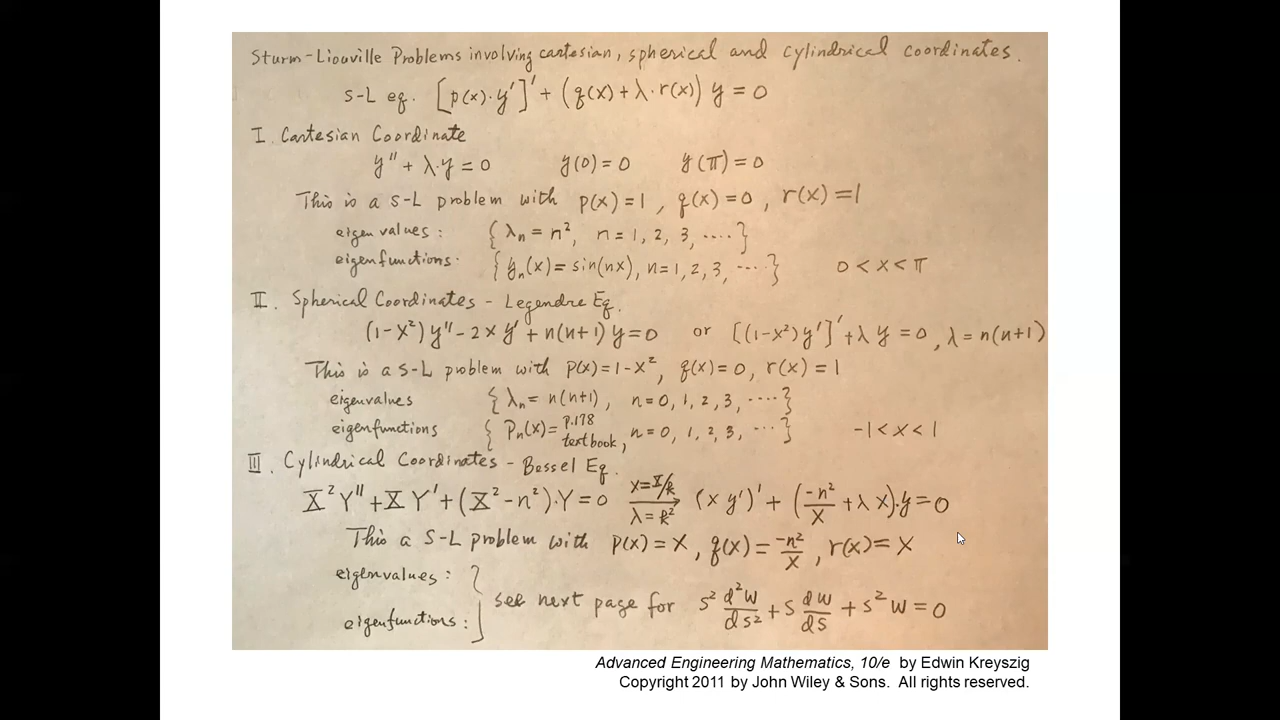 Sturm-Liouville Problems involving cartesian, spherical and cylindrical coordinates.
S-L eq. [p(x)·y']' + (q(x) + λ·r(x)) y = 0
I. Cartesian Coordinate
y'' + λ·y = 0 y(0) = 0 y(π) = 0
This is a S-L problem with p(x) = 1, q(x) = 0, r(x) = 1
eigenvalues: { λₙ = n², n = 1, 2, 3, ····}
eigenfunctions: { yₙ(x) = sin(nx), n = 1, 2, 3, ····} 0 < x < π
II. Spherical Coordinates - Legendre Eq.
(1-x²) y'' - 2x y' + n(n+1) y = 0 or [(1-x²) y']' + λ y = 0, λ = n(n+1)
This is a S-L problem with p(x) = 1-x², q(x) = 0, r(x) = 1
eigenvalues { λₙ = n(n+1), n = 0, 1, 2, 3, ····}
eigenfunctions { Pₙ(x) = p.178 textbook, n = 0, 1, 2, 3, ····} -1 < x < 1
III. Cylindrical Coordinates - Bessel Eq.
X² Y'' + X Y' + (X² - n²)·Y = 0 x = X/k λ = k² → (x y')' + (-n²/x + λ x)·y = 0
This a S-L problem with p(x) = x, q(x) = -n²/x, r(x) = x
eigenvalues:
eigenfunctions: } see next page for s² d²w/ds² + s dw/ds + s² w = 0
Advanced Engineering Mathematics, 10/e by Edwin Kreyszig
Copyright 2011 by John Wiley & Sons. All rights reserved.